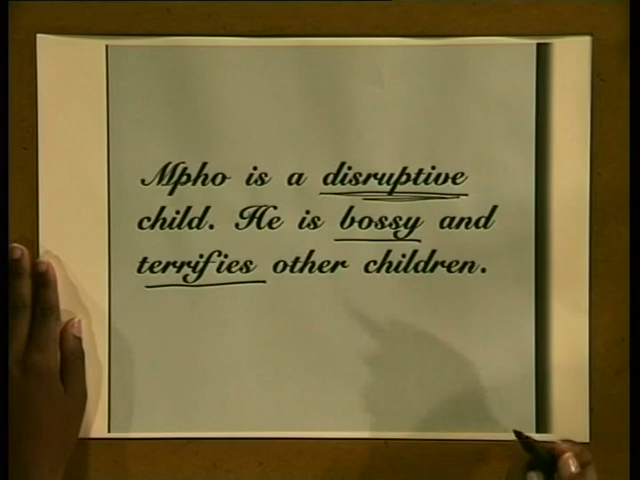 Mpho is a disruptive
child. He is bossy and
terrifies other children.